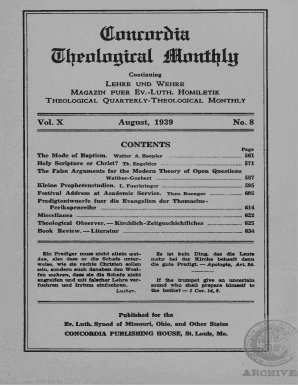 Concordia
Theological Monthly
Continuing
LEHRE UND WEHRE
MAGAZIN FUER EV.-LUTH. HOMILETIK
THEOLOGICAL QUARTERLY-THEOLOGICAL MONTHLY
Vol. X August, 1939 No. 8
CONTENTS
Page
The Mode of Baptism. Walter A. Baepler 561
Holy Scripture or Christ? Th. Engelder 571
The False Arguments for the Modern Theory of Open Questions
Walther-Guebert 587
Kleine Prophetenstudien. L. Fuerbringer 595
Festival Address at Academic Service. Theo. Buenger 605
Predigtentwuerfe fuer die Evangelien der Thomasius-
Perikopenreihe 614
Miscellanea 622
Theological Observer. — Kirchlich-Zeitgeschichtliches 625
Book Review. — Literatur 634
Ein Prediger muss nicht allein wei-
den, also dass er die Schafe unter-
weise, wie sie rechte Christen sollen
sein, sondern auch daneben den Woel-
fen wehren, dass sie die Schafe nicht
angreifen und mit falscher Lehre ver-
fuehren und Irrtum einfuehren.
Luther.
Es ist kein Ding, das die Leute
mehr bei der Kirche behaelt denn
die gute Predigt. — Apologie, Art. 24.
If the trumpet give an uncertain
sound who shall prepare himself to
the battle? — 1 Cor. 14, 8.
Published for the
Ev. Luth. Synod of Missouri, Ohio, and Other States
CONCORDIA PUBLISHING HOUSE, St. Louis, Mo.
ARCHIVE